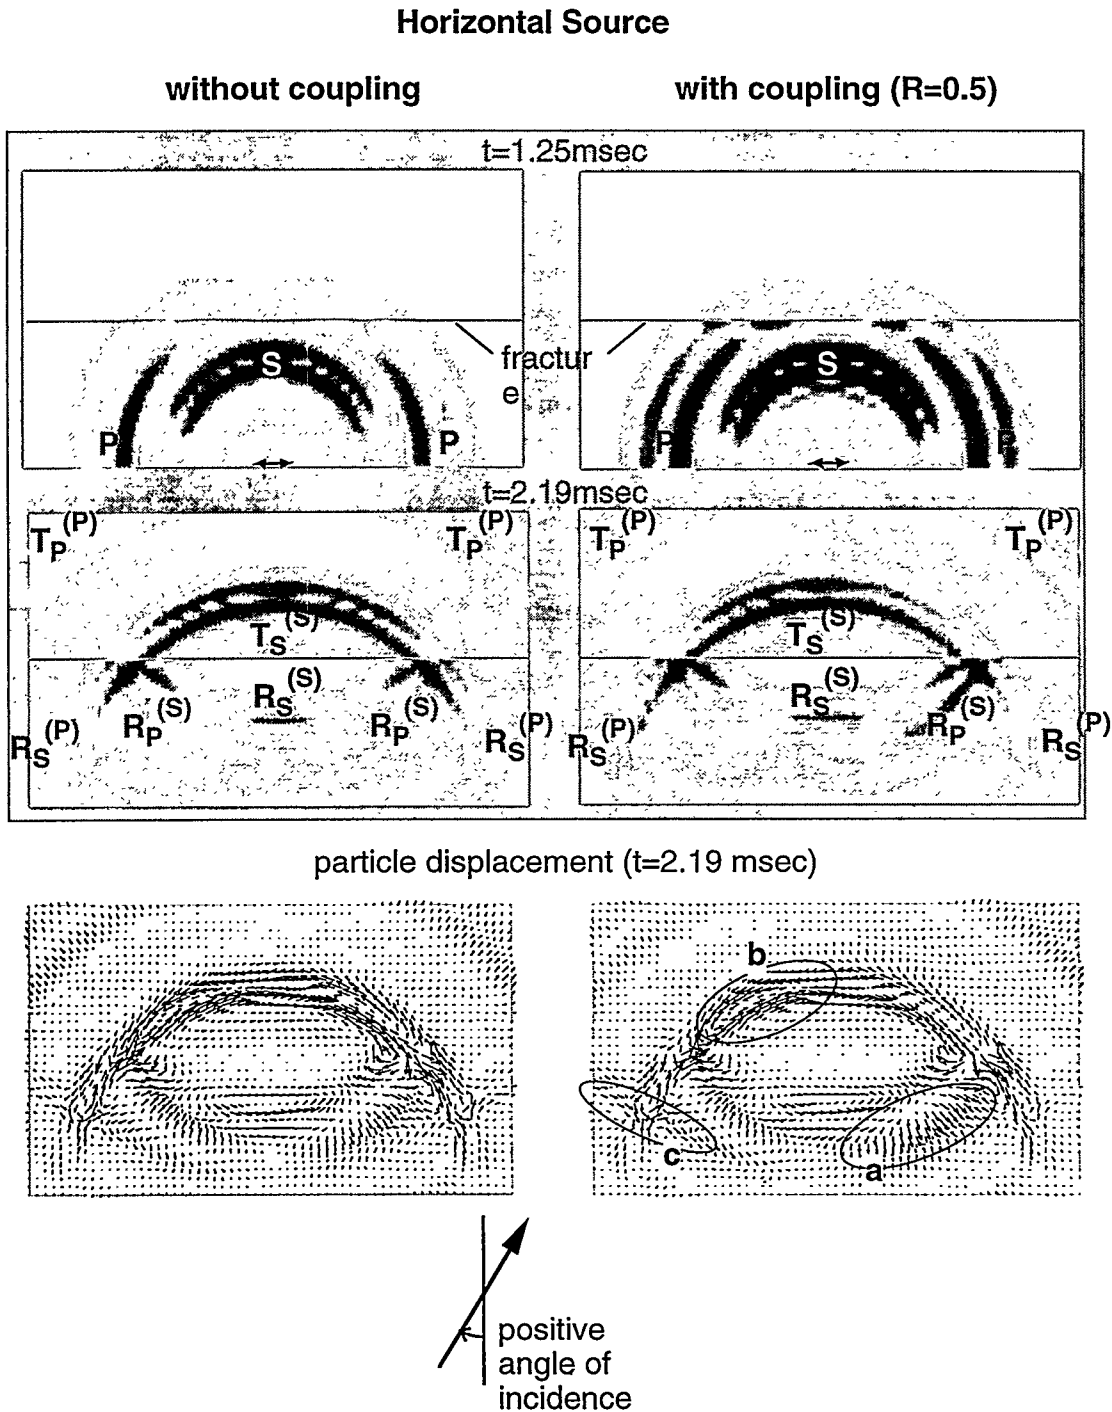 Horizontal Source
without coupling
with coupling (R=0.5)
t=1.25msec
S
S
fractur
e
P
P
P
P
t=2.19msec
T_P^(P)
T_P^(P)
T_P^(P)
T_P^(P)
T_S^(S)
T_S^(S)
R_S^(S)
R_S^(S)
R_P^(S)
R_P^(S)
R_P^(S)
R_S^(P)
R_S^(P)
R_S^(P)
R_S^(P)
particle displacement (t=2.19 msec)
b
c
a
positive
angle of
incidence